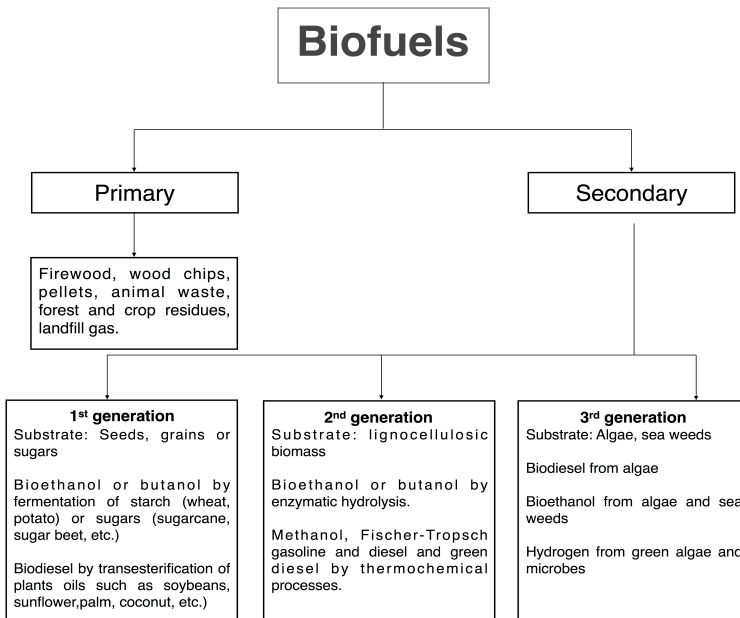 Biofuels
Primary
Secondary
Firewood, wood chips,
pellets, animal waste,
forest and crop residues,
landfill gas.
1st generation
Substrate: Seeds, grains or
sugars
Bioethanol or butanol by
fermentation of starch (wheat,
potato) or sugars (sugarcane,
sugar beet, etc.)
Biodiesel by transesterification of
plants oils such as soybeans,
sunflower,palm, coconut, etc.)
2nd generation
Substrate: lignocellulosic
biomass
Bioethanol or butanol by
enzymatic hydrolysis.
Methanol, Fischer-Tropsch
gasoline and diesel and green
diesel by thermochemical
processes.
3rd generation
Substrate: Algae, sea weeds
Biodiesel from algae
Bioethanol from algae and sea
weeds
Hydrogen from green algae and
microbes